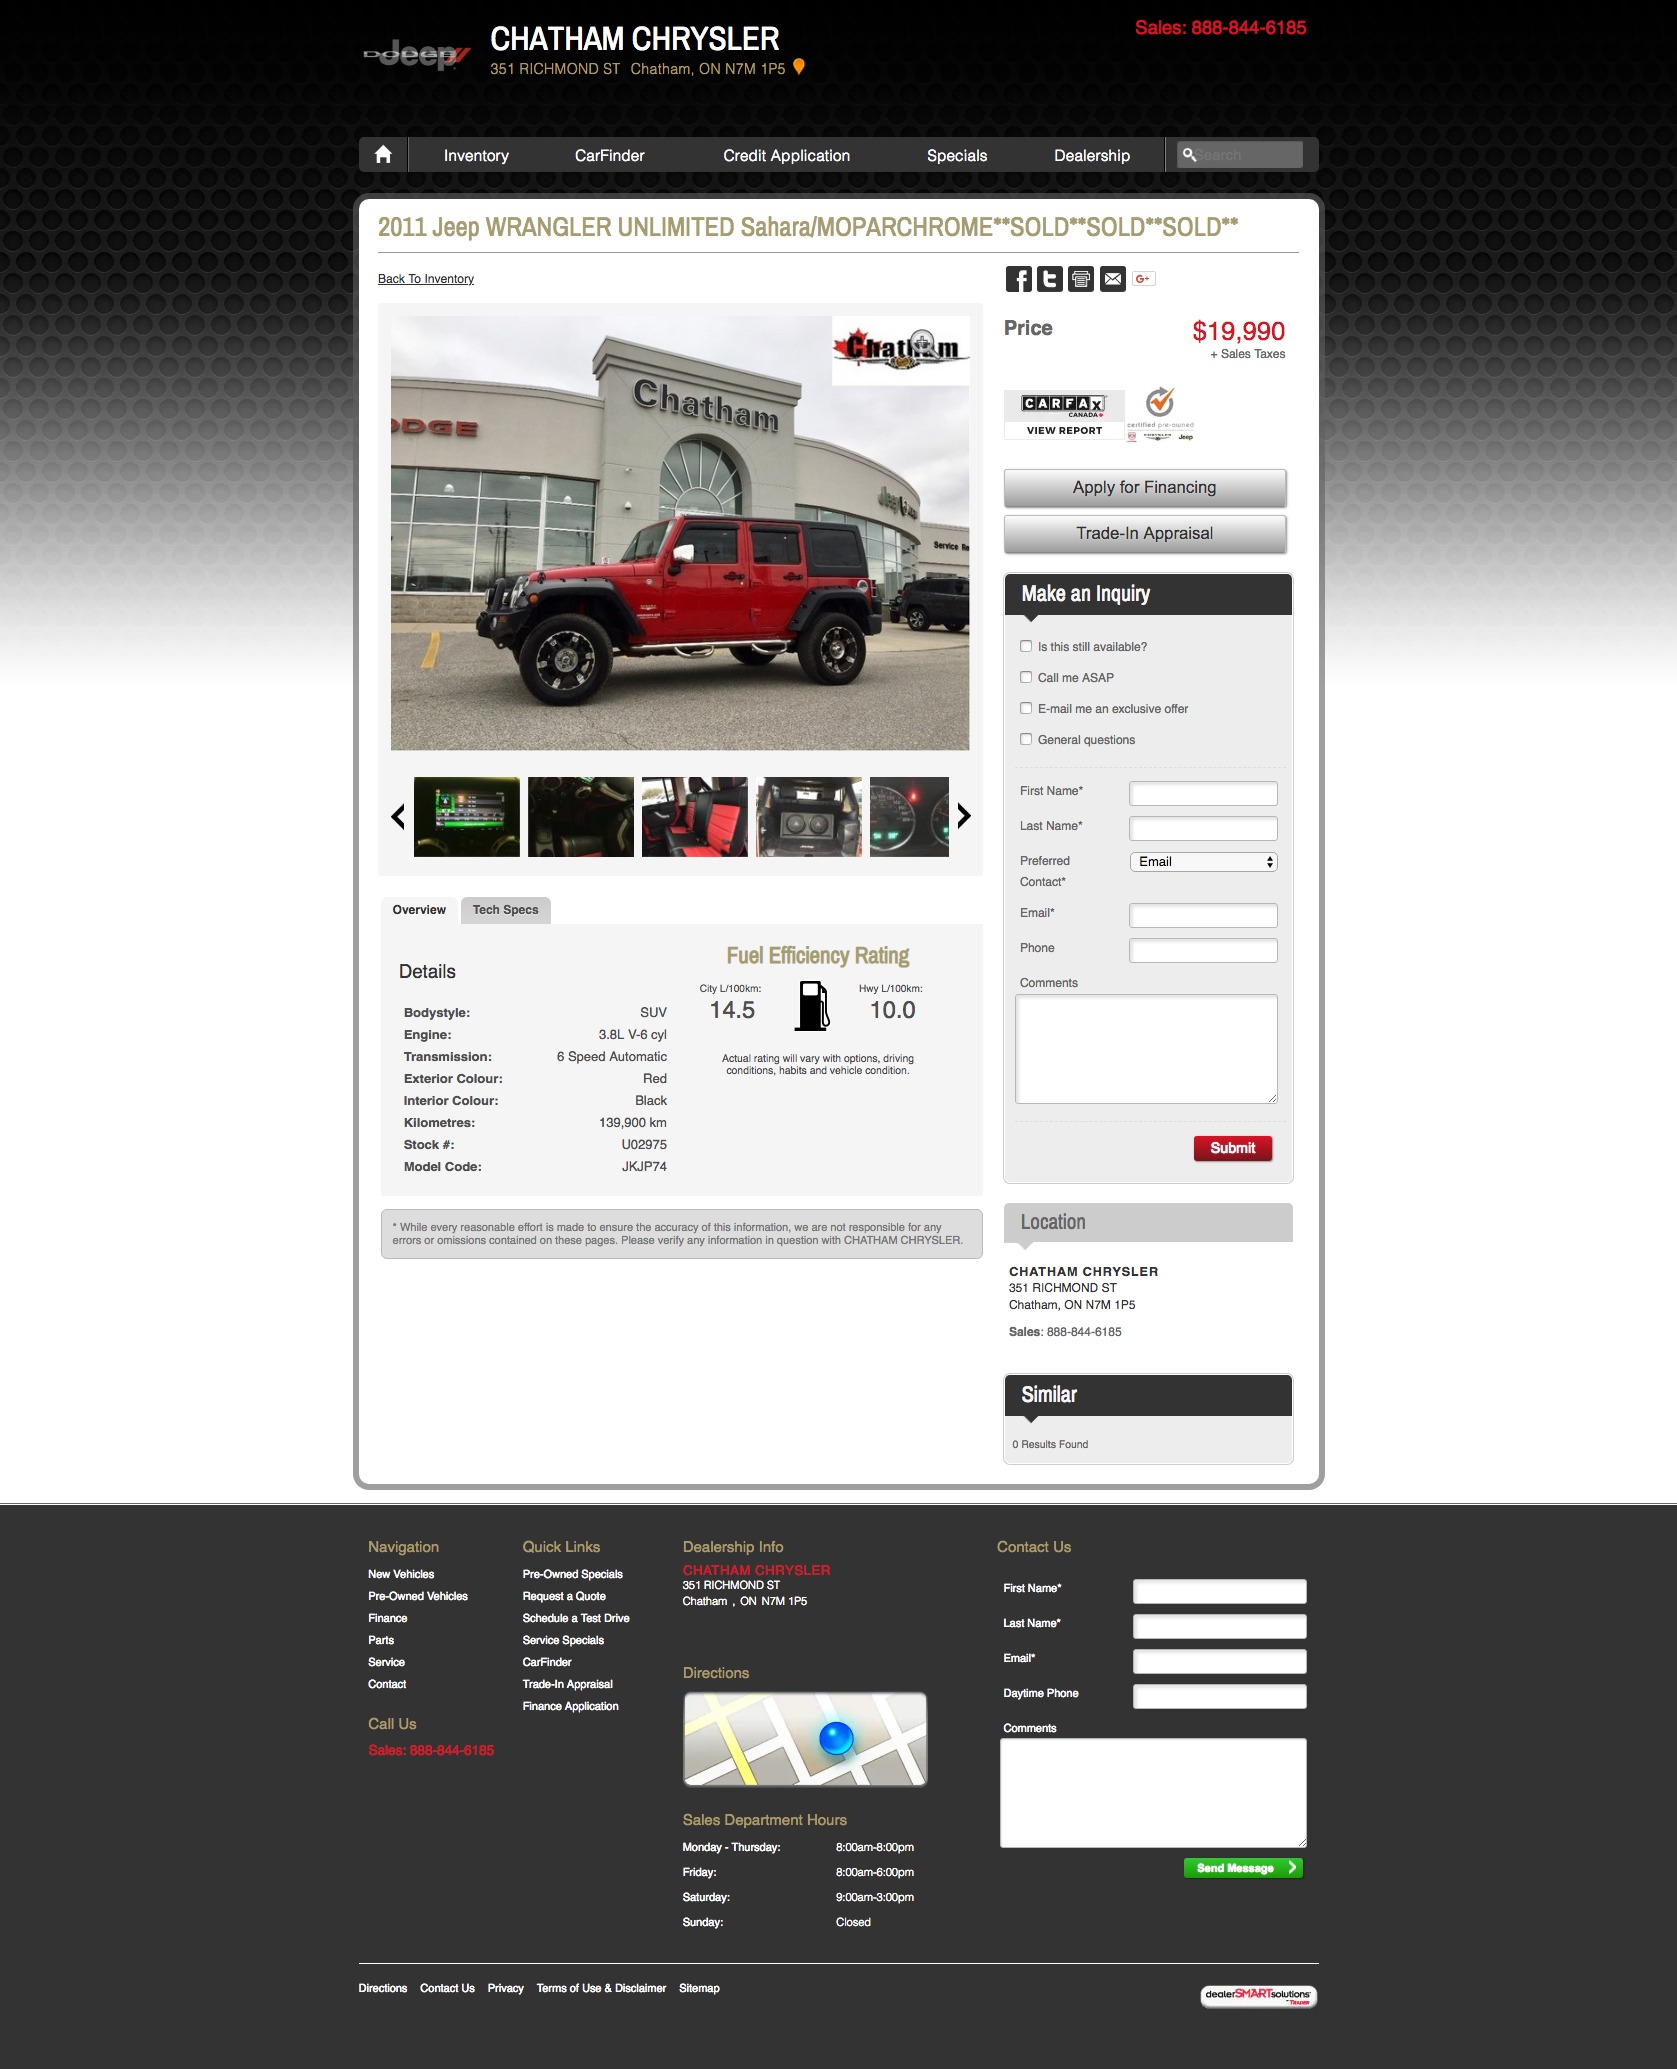 DODGE Jeep
CHATHAM CHRYSLER
351 RICHMOND ST Chatham, ON N7M 1P5
Sales: 888-844-6185
Inventory
CarFinder
Credit Application
Specials
Dealership
Search
2011 Jeep WRANGLER UNLIMITED Sahara/MOPARCHROME**SOLD**SOLD**SOLD**
Back To Inventory
G+
Chatham
Chatham
ODGE
Jeep
Service
Price
$19,990
+ Sales Taxes
CARFAX
CANADA
VIEW REPORT
certified pre-owned
CHRYSLER Jeep
Apply for Financing
Trade-In Appraisal
Make an Inquiry
Is this still available?
Call me ASAP
E-mail me an exclusive offer
General questions
First Name*
Last Name*
Preferred
Contact*
Email
Email*
Phone
Comments
Submit
Overview
Tech Specs
Details
Bodystyle: SUV
Engine: 3.8L V-6 cyl
Transmission: 6 Speed Automatic
Exterior Colour: Red
Interior Colour: Black
Kilometres: 139,900 km
Stock #: U02975
Model Code: JKJP74
Fuel Efficiency Rating
City L/100km: Hwy L/100km:
14.5 10.0
Actual rating will vary with options, driving
conditions, habits and vehicle condition.
* While every reasonable effort is made to ensure the accuracy of this information, we are not responsible for any
errors or omissions contained on these pages. Please verify any information in question with CHATHAM CHRYSLER.
Location
CHATHAM CHRYSLER
351 RICHMOND ST
Chatham, ON N7M 1P5
Sales: 888-844-6185
Similar
0 Results Found
Navigation
New Vehicles
Pre-Owned Vehicles
Finance
Parts
Service
Contact
Call Us
Sales: 888-844-6185
Quick Links
Pre-Owned Specials
Request a Quote
Schedule a Test Drive
Service Specials
CarFinder
Trade-In Appraisal
Finance Application
Dealership Info
CHATHAM CHRYSLER
351 RICHMOND ST
Chatham , ON N7M 1P5
Directions
Sales Department Hours
Monday - Thursday: 8:00am-8:00pm
Friday: 8:00am-6:00pm
Saturday: 9:00am-3:00pm
Sunday: Closed
Contact Us
First Name*
Last Name*
Email*
Daytime Phone
Comments
Send Message
Directions Contact Us Privacy Terms of Use & Disclaimer Sitemap
dealerSMARTsolutions
TRADER